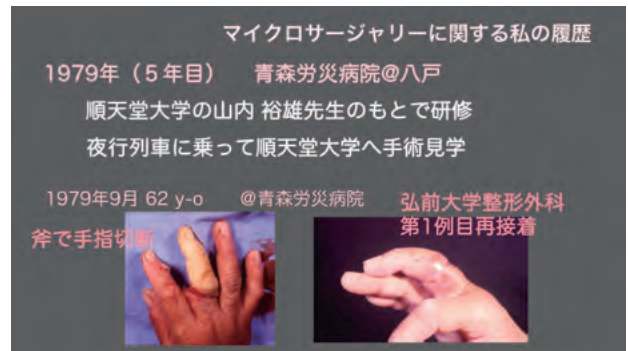 マイクロサージャリーに関する私の履歴
1979年（５年目） 青森労災病院@八戸
順天堂大学の山内 裕雄先生のもとで研修
夜行列車に乗って順天堂大学へ手術見学
1979年9月 62 y-o @青森労災病院
弘前大学整形外科
第1例目再接着
斧で手指切断